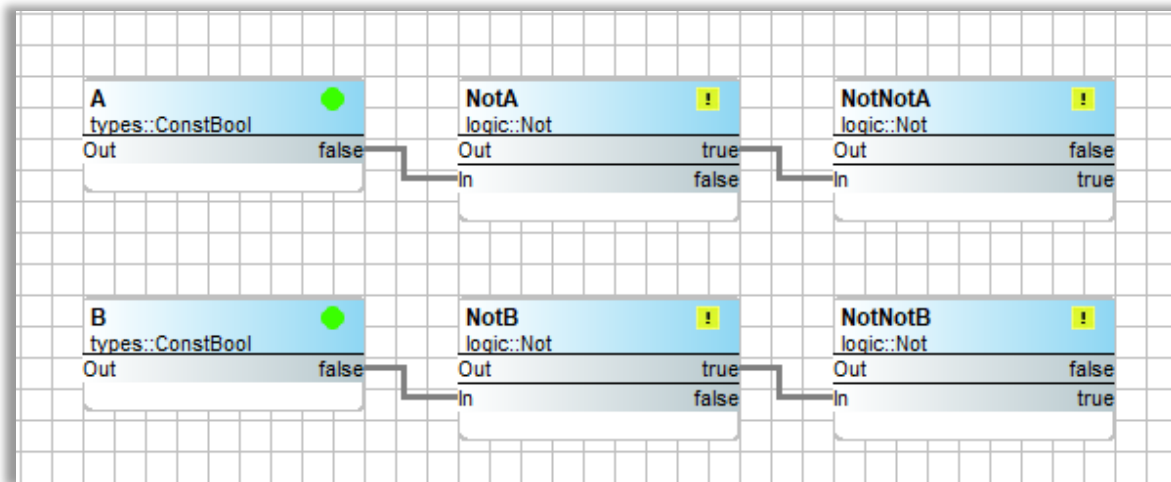 A
types::ConstBool
Out false
NotA !
logic::Not
Out true
In false
NotNotA !
logic::Not
Out false
In true
B
types::ConstBool
Out false
NotB !
logic::Not
Out true
In false
NotNotB !
logic::Not
Out false
In true